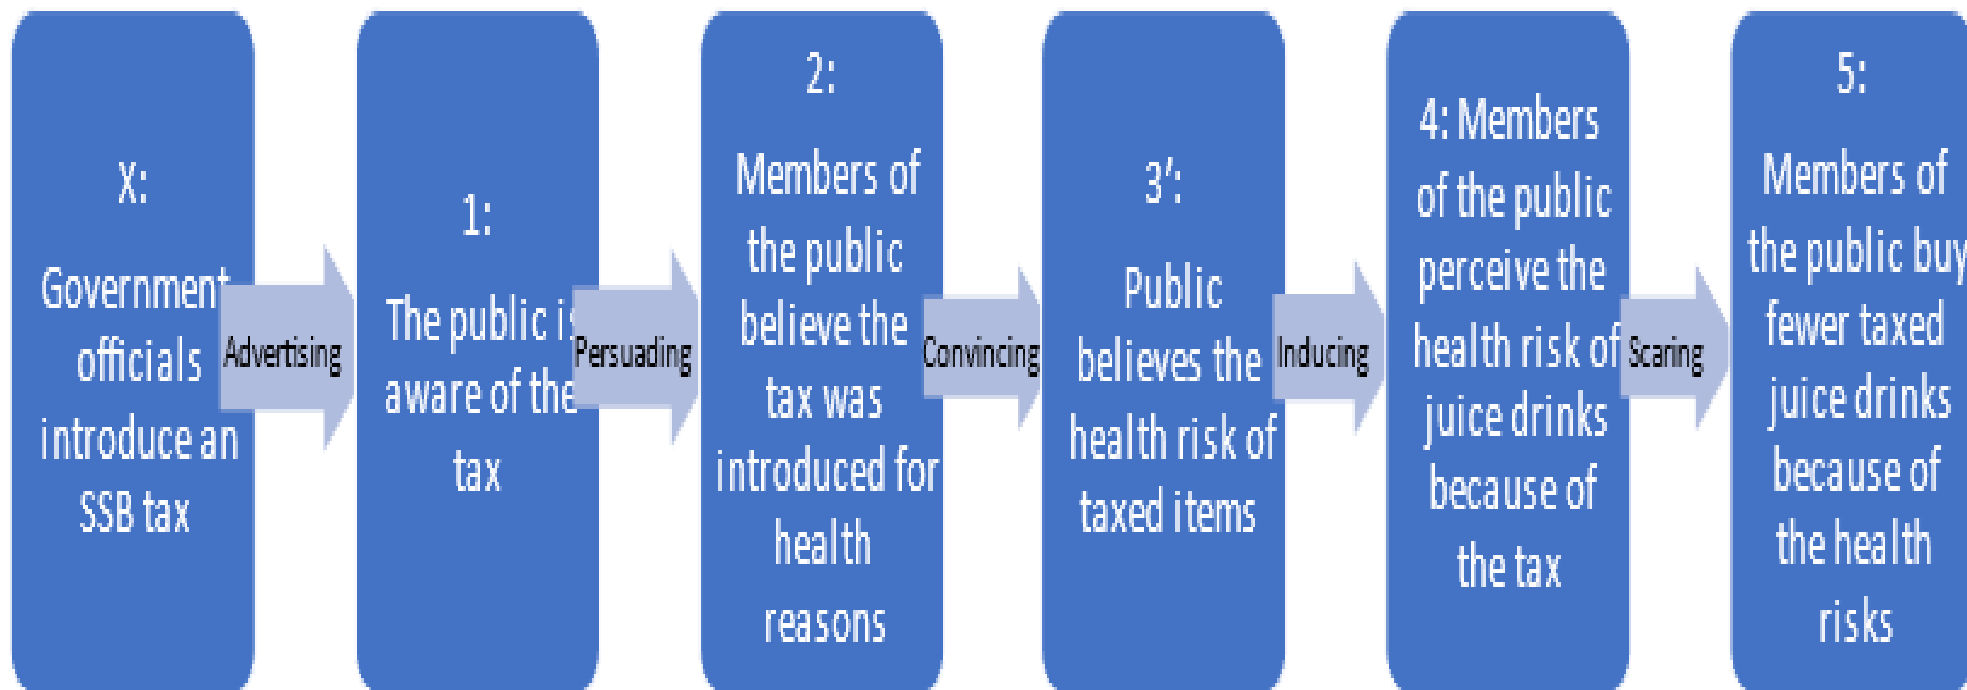 X:
Government
officials
introduce an
SSB tax
Advertising
1:
The public is
aware of the
tax
Persuading
2:
Members of
the public
believe the
tax was
introduced for
health
reasons
Convincing
3′:
Public
believes the
health risk of
taxed items
Inducing
4: Members
of the public
perceive the
health risk of
juice drinks
because of
the tax
Scaring
5:
Members of
the public buy
fewer taxed
juice drinks
because of
the health
risks